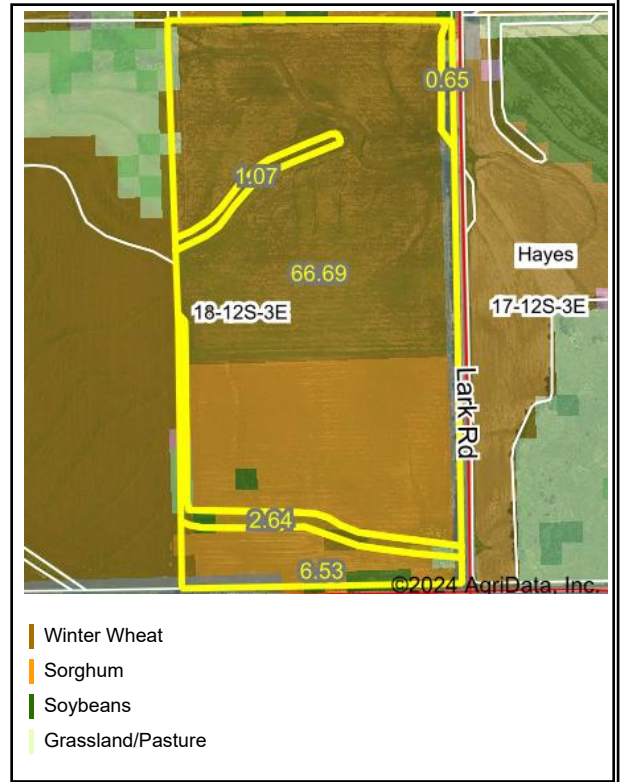 0.65
1.07
66.69
Hayes
18-12S-3E
17-12S-3E
Lark Rd
2.64
6.53
©2024 AgriData, Inc.
Winter Wheat
Sorghum
Soybeans
Grassland/Pasture